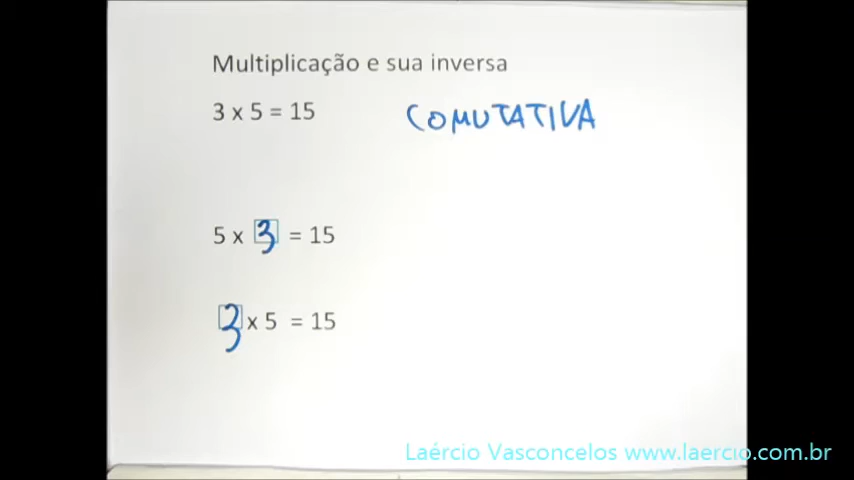 Multiplicação e sua inversa
3 x 5 = 15 COMUTATIVA
5 x 3 = 15
3 x 5 = 15
Laércio Vasconcelos www.laercio.com.br